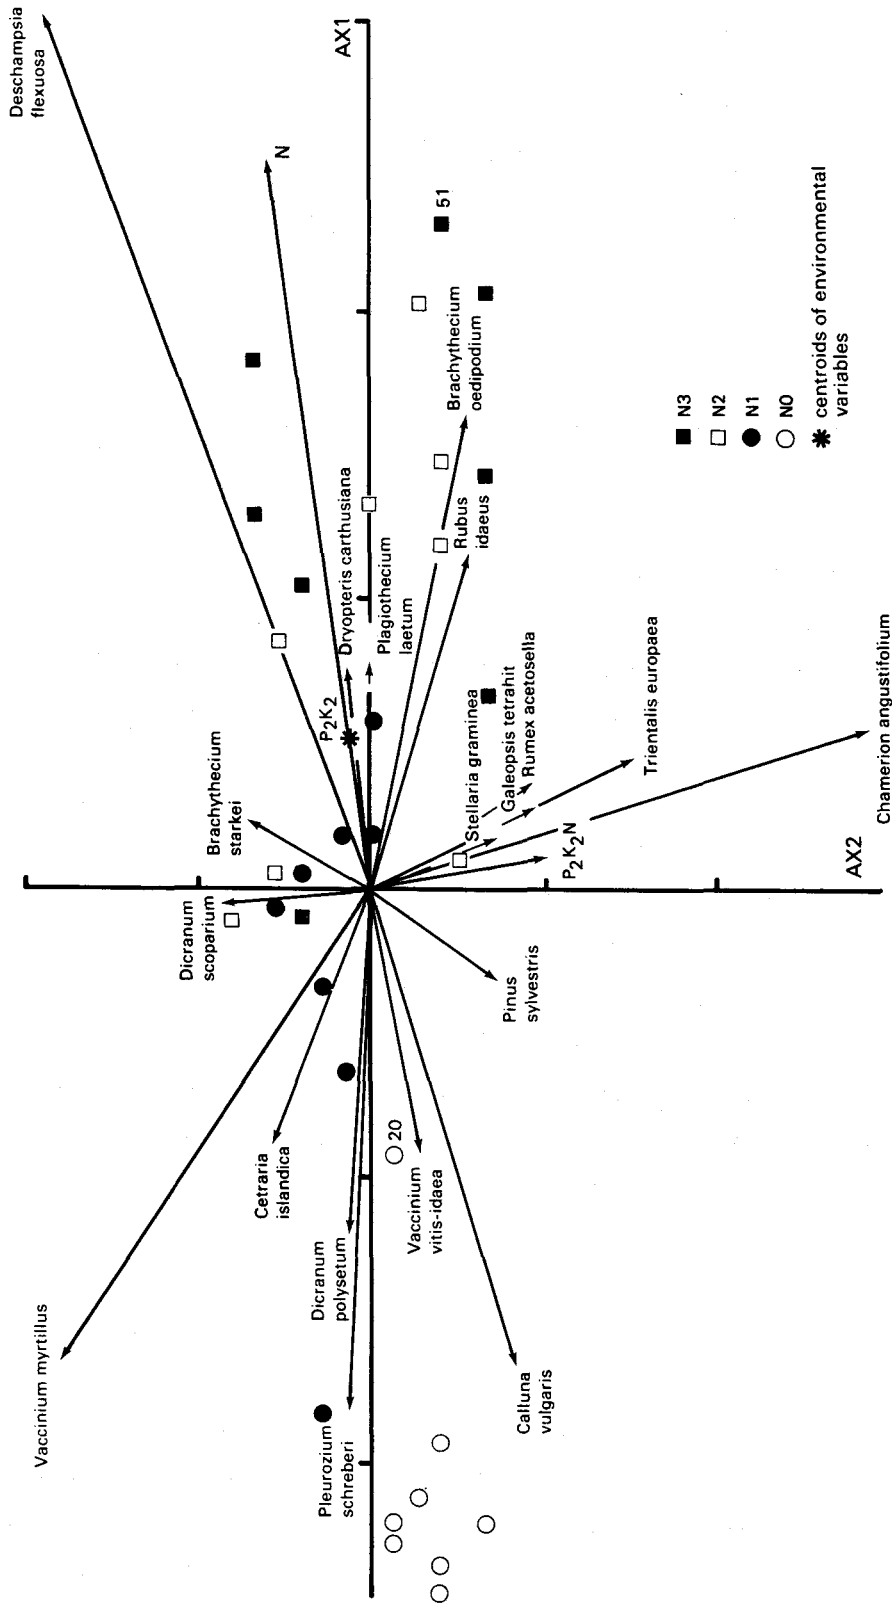 Deschampsia
flexuosa
N
AX1
51
Brachythecium
oedipodium
Dryopteris carthusiana
Plagiothecium
laetum
Rubus
idaeus
P₂K₂
Brachythecium
starkei
Stellaria graminea
Galeopsis tetrahit
Rumex acetosella
Trientalis europaea
Chamerion angustifolium
P₂K₂N
AX2
Dicranum
scoparium
Pinus
sylvestris
Cetraria
islandica
20
Vaccinium
vitis-idaea
Dicranum
polysetum
Vaccinium myrtillus
Pleurozium
schreberi
Calluna
vulgaris
N3
N2
N1
N0
centroids of environmental
variables